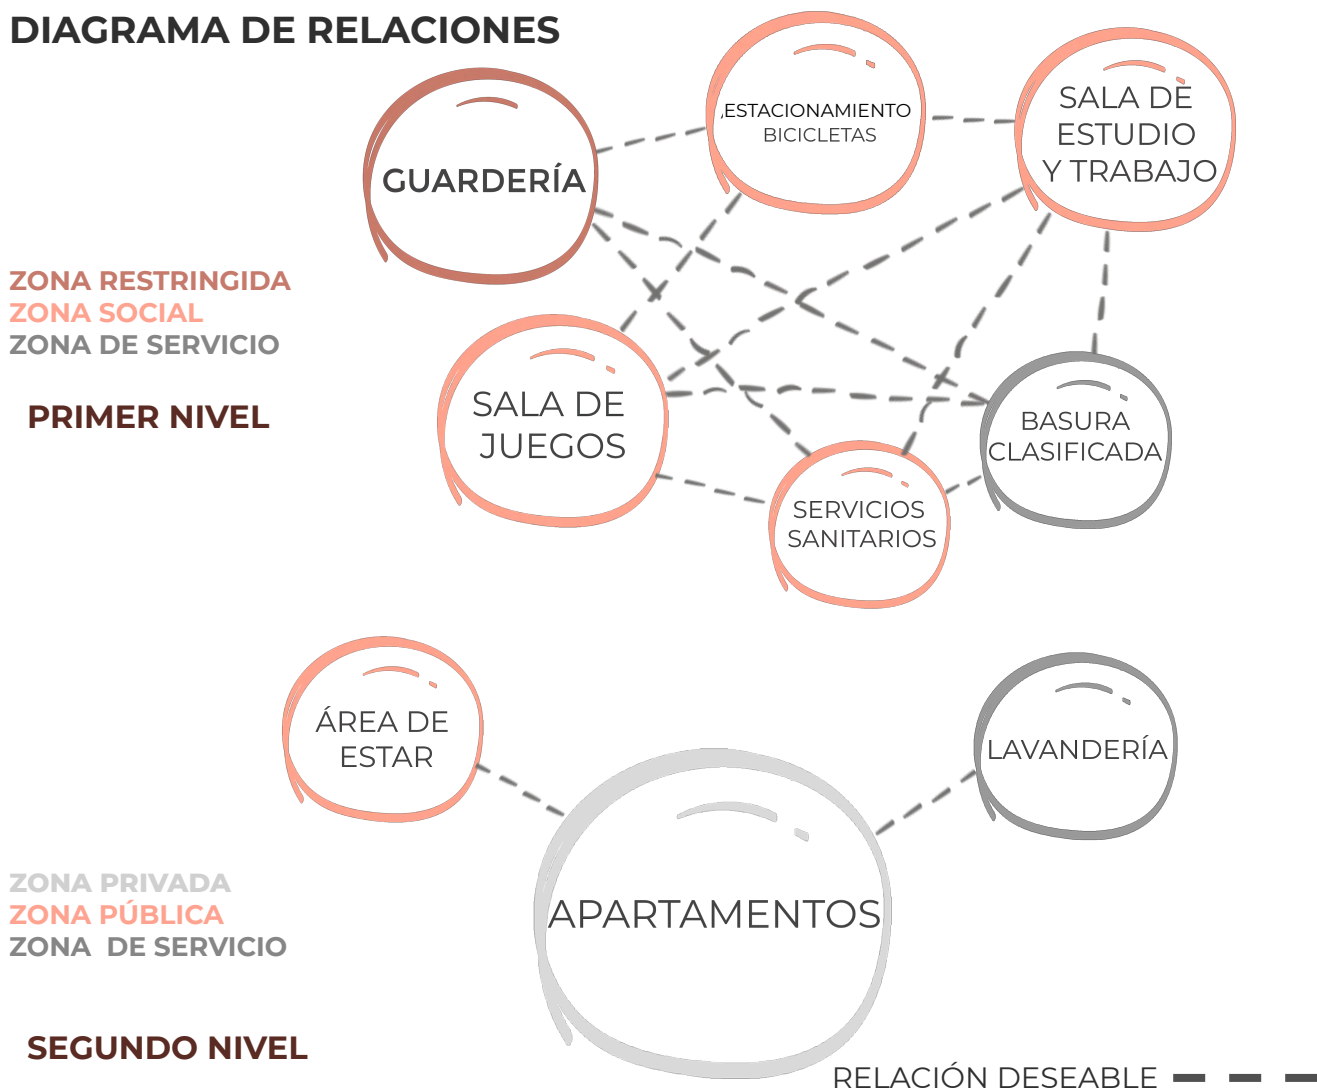 DIAGRAMA DE RELACIONES
,ESTACIONAMIENTO
BICICLETAS
SALA DE
ESTUDIO
Y TRABAJO
GUARDERÍA
ZONA RESTRINGIDA
ZONA SOCIAL
ZONA DE SERVICIO
PRIMER NIVEL
SALA DE
JUEGOS
BASURA
CLASIFICADA
SERVICIOS
SANITARIOS
ÁREA DE
ESTAR
LAVANDERÍA
APARTAMENTOS
ZONA PRIVADA
ZONA PÚBLICA
ZONA DE SERVICIO
SEGUNDO NIVEL
RELACIÓN DESEABLE